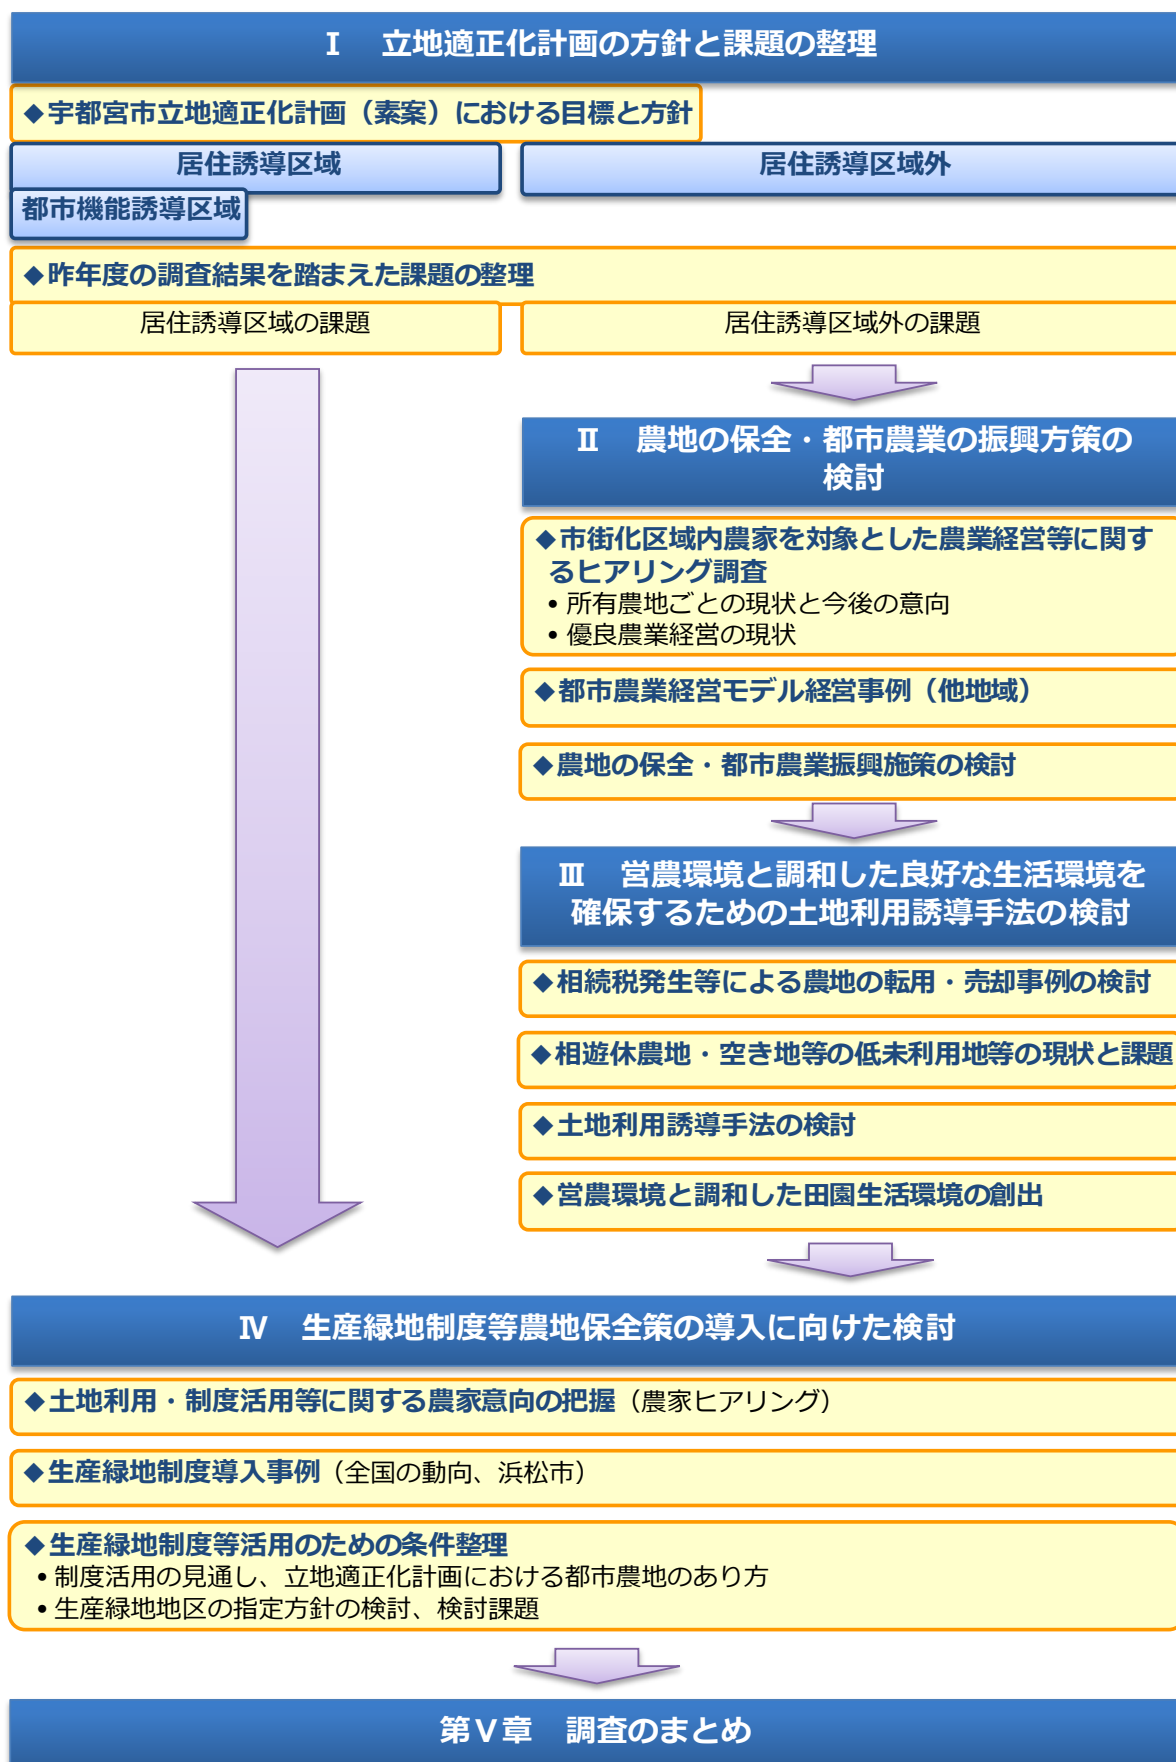 Ⅰ　立地適正化計画の方針と課題の整理
◆宇都宮市立地適正化計画（素案）における目標と方針
居住誘導区域
居住誘導区域外
都市機能誘導区域
◆昨年度の調査結果を踏まえた課題の整理
居住誘導区域の課題
居住誘導区域外の課題
Ⅱ　農地の保全・都市農業の振興方策の
検討
◆市街化区域内農家を対象とした農業経営等に関す
るヒアリング調査
• 所有農地ごとの現状と今後の意向
• 優良農業経営の現状
◆都市農業経営モデル経営事例（他地域）
◆農地の保全・都市農業振興施策の検討
Ⅲ　営農環境と調和した良好な生活環境を
確保するための土地利用誘導手法の検討
◆相続税発生等による農地の転用・売却事例の検討
◆相遊休農地・空き地等の低未利用地等の現状と課題
◆土地利用誘導手法の検討
◆営農環境と調和した田園生活環境の創出
Ⅳ　生産緑地制度等農地保全策の導入に向けた検討
◆土地利用・制度活用等に関する農家意向の把握（農家ヒアリング）
◆生産緑地制度導入事例（全国の動向、浜松市）
◆生産緑地制度等活用のための条件整理
• 制度活用の見通し、立地適正化計画における都市農地のあり方
• 生産緑地地区の指定方針の検討、検討課題
第Ⅴ章　調査のまとめ